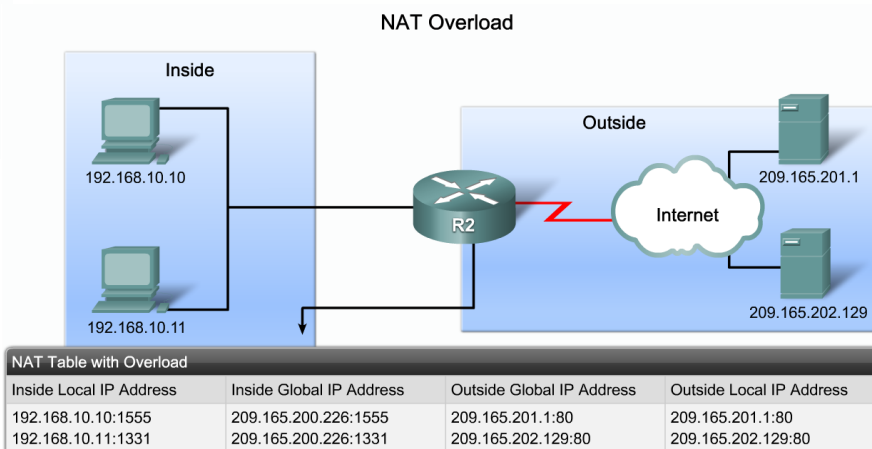 NAT Overload
Inside
Outside
192.168.10.10
209.165.201.1
R2
Internet
192.168.10.11
209.165.202.129
NAT Table with Overload
Inside Local IP Address Inside Global IP Address Outside Global IP Address Outside Local IP Address
192.168.10.10:1555 209.165.200.226:1555 209.165.201.1:80 209.165.201.1:80
192.168.10.11:1331 209.165.200.226:1331 209.165.202.129:80 209.165.202.129:80